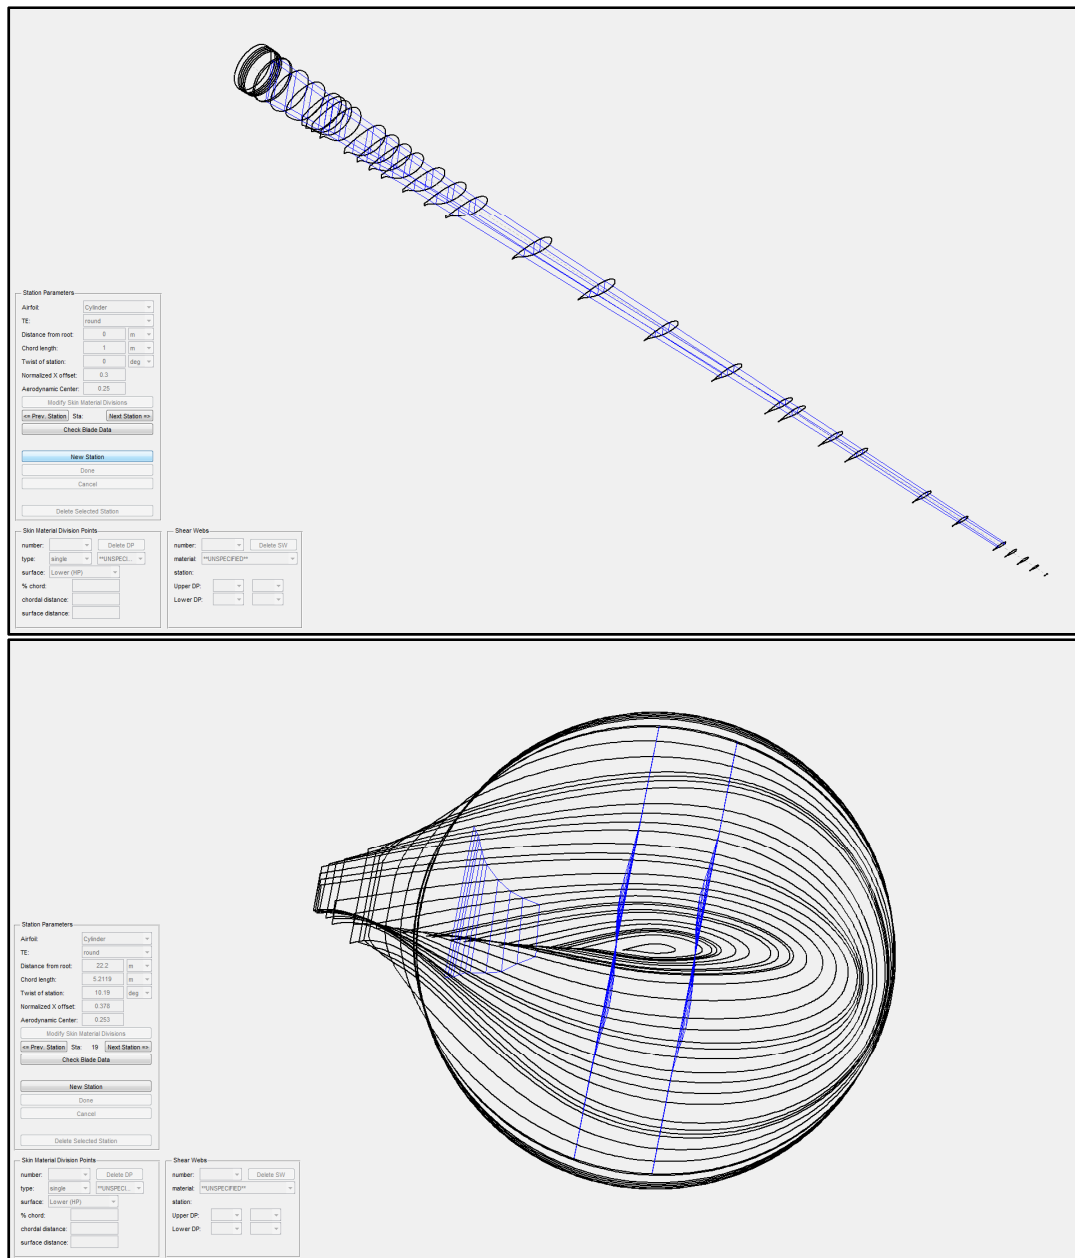 Station Parameters
Airfoil: Cylinder
TE: round
Distance from root: 0 m
Chord length: 1 m
Twist of station: 0 deg
Normalized X offset: 0.3
Aerodynamic Center: 0.25
Modify Skin Material Divisions
<< Prev. Station Sta: Next Station >>
Check Blade Data
New Station
Done
Cancel
Delete Selected Station
Skin Material Division Points
number: Delete DP
type: single **UNSPECI...
surface: Lower (HP)
% chord:
chordal distance:
surface distance:
Shear Webs
number: Delete SW
material: **UNSPECIFIED**
station:
Upper DP:
Lower DP:
Station Parameters
Airfoil: Cylinder
TE: round
Distance from root: 22.2 m
Chord length: 5.2119 m
Twist of station: 10.19 deg
Normalized X offset: 0.378
Aerodynamic Center: 0.253
Modify Skin Material Divisions
<< Prev. Station Sta: 19 Next Station >>
Check Blade Data
New Station
Done
Cancel
Delete Selected Station
Skin Material Division Points
number: Delete DP
type: single **UNSPECI...
surface: Lower (HP)
% chord:
chordal distance:
surface distance:
Shear Webs
number: Delete SW
material: **UNSPECIFIED**
station:
Upper DP:
Lower DP: